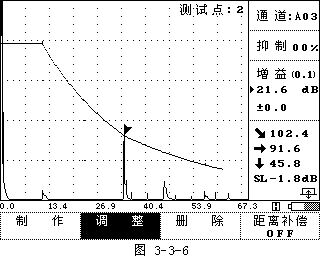 测试点:2
通道:A03
抑制00%
增益(0.1)
21.6 dB
±0.0
102.4
91.6
45.8
SL-1.8dB
0.0 13.4 26.9 40.4 53.9 67.3
制作 调整 删除 距离补偿
OFF
图 3-3-6